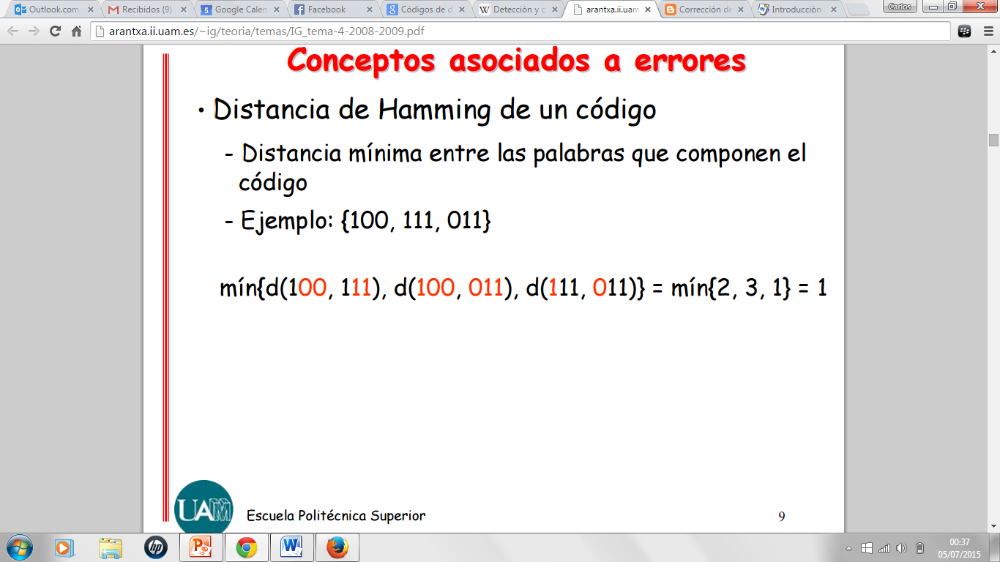 Outlook.com
Recibidos (9)
Google Calen
Facebook
Códigos de d
Detección y c
arantxa.ii.uam
Corrección de
Introducción
Carlos
arantxa.ii.uam.es/~ig/teoria/temas/IG_tema-4-2008-2009.pdf
Conceptos asociados a errores
• Distancia de Hamming de un código
- Distancia mínima entre las palabras que componen el
código
- Ejemplo: {100, 111, 011}
mín{d(100, 111), d(100, 011), d(111, 011)} = mín{2, 3, 1} = 1
UAM
Escuela Politécnica Superior
9
00:37
05/07/2015